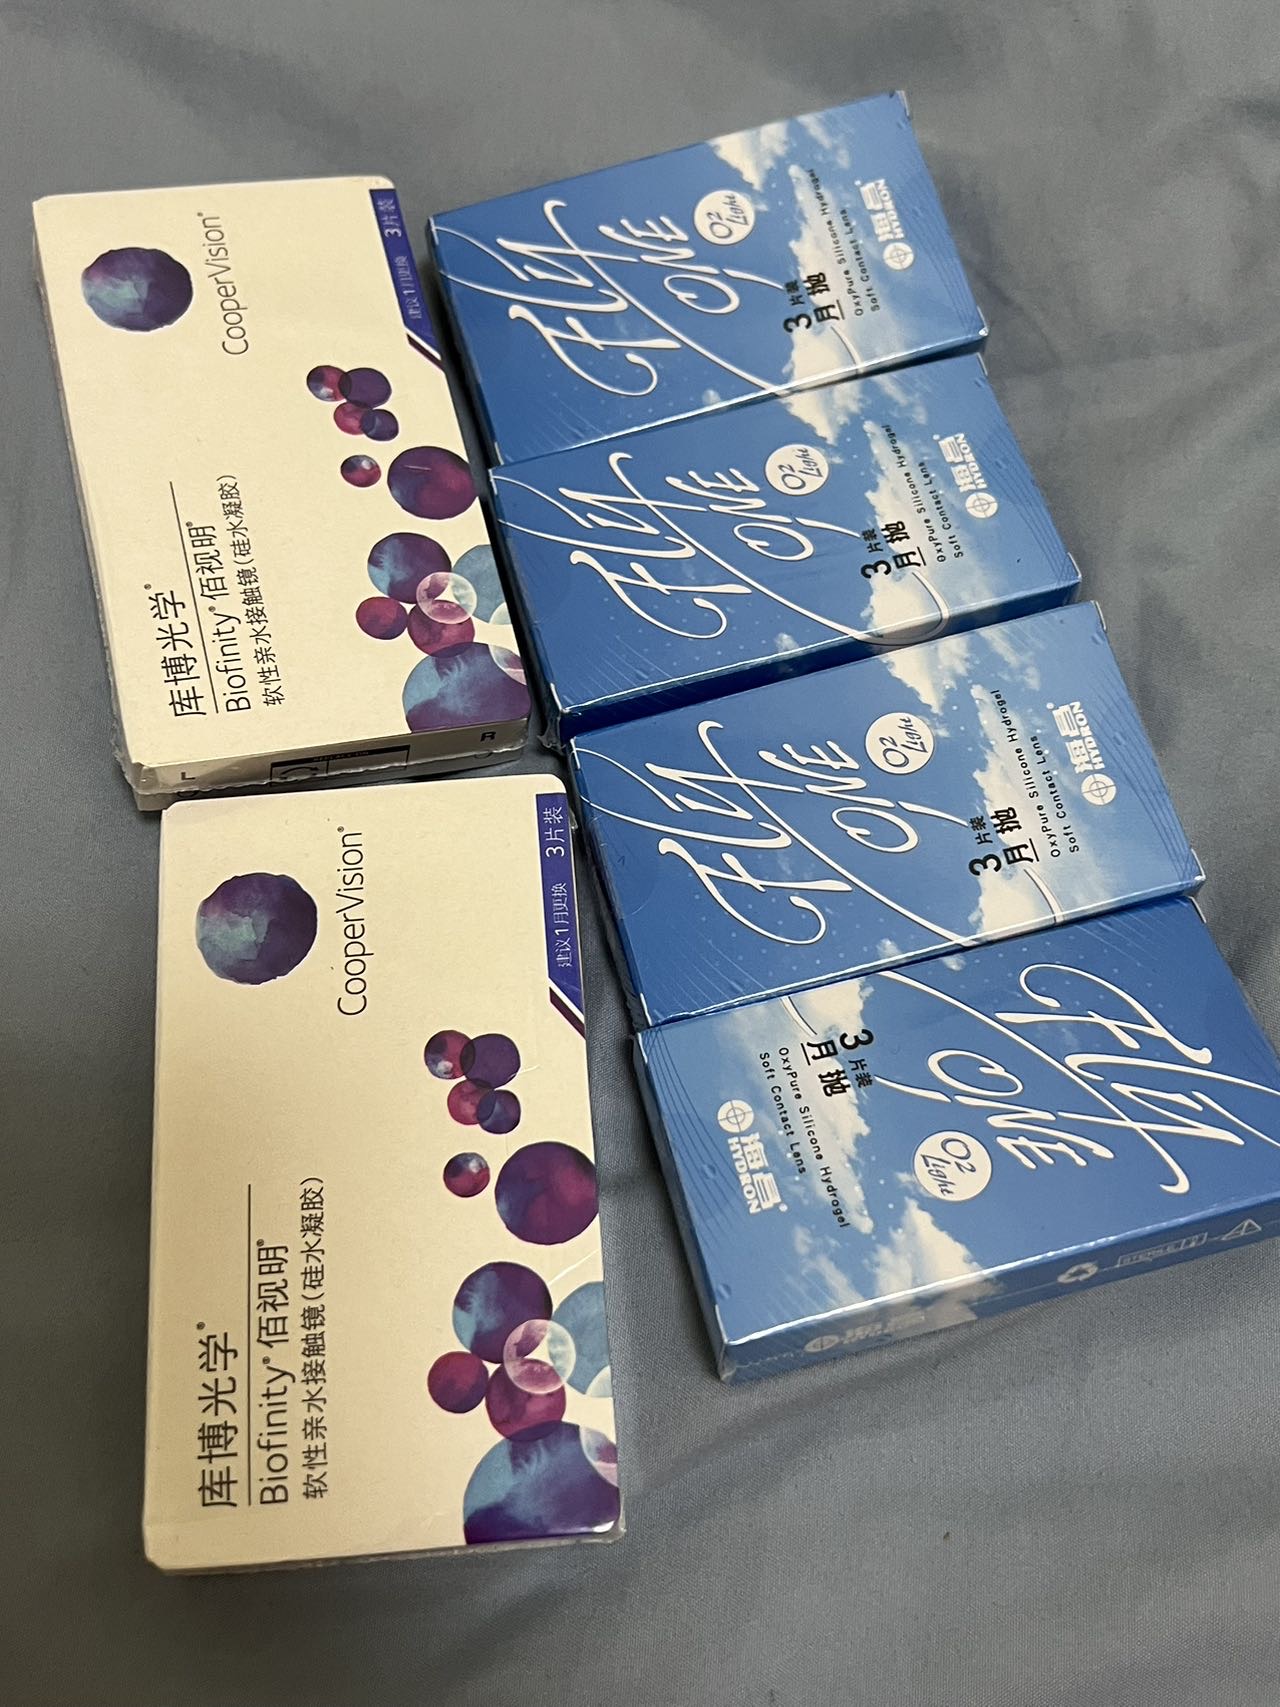 CooperVision®
建议1月更换 3片装
库博光学®
Biofinity®佰视明®
软性亲水接触镜(硅水凝胶)
L
R
CooperVision®
建议1月更换 3片装
库博光学®
Biofinity®佰视明®
软性亲水接触镜(硅水凝胶)
FLEX
ONE
O2
Light
3片装
月抛
OxyPure Silicone Hydrogel
Soft Contact Lens
海昌®
HYDRON
FLEX
ONE
O2
Light
3片装
月抛
OxyPure Silicone Hydrogel
Soft Contact Lens
海昌®
HYDRON
FLEX
ONE
O2
Light
3片装
月抛
OxyPure Silicone Hydrogel
Soft Contact Lens
海昌®
HYDRON
FLEX
ONE
O2
Light
3片装
月抛
OxyPure Silicone Hydrogel
Soft Contact Lens
海昌®
HYDRON
STERILE